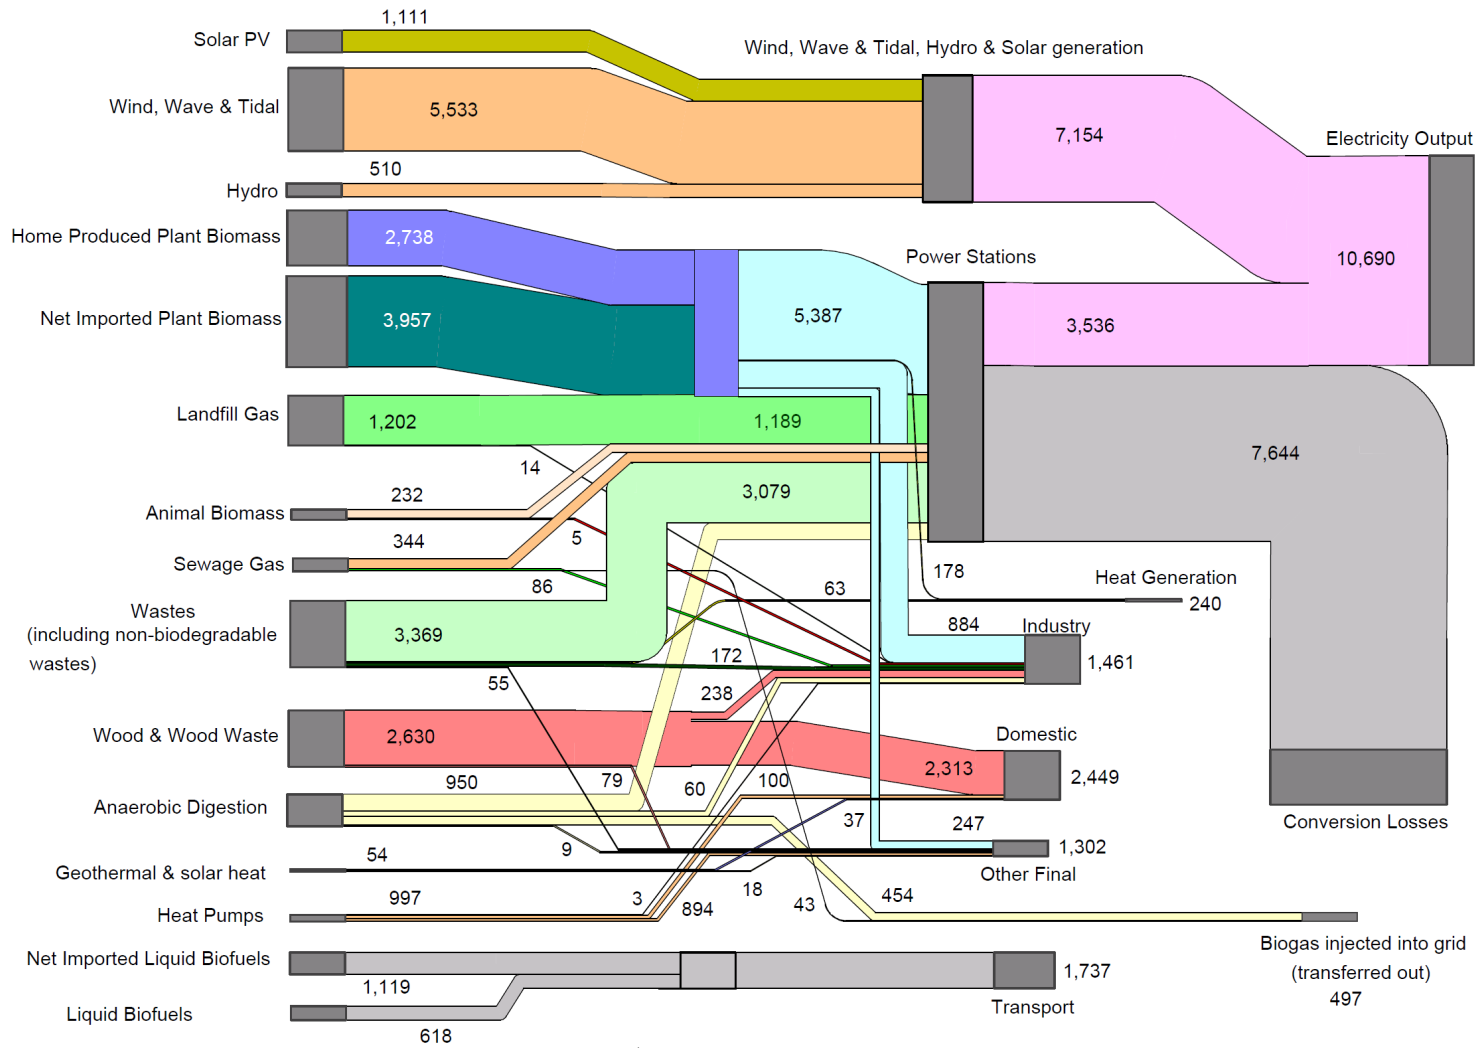 1,111
Solar PV
Wind, Wave & Tidal, Hydro & Solar generation
Wind, Wave & Tidal
5,533
7,154
Electricity Output
510
Hydro
Home Produced Plant Biomass
2,738
Power Stations
10,690
Net Imported Plant Biomass
3,957
5,387
3,536
Landfill Gas
1,202
1,189
14
7,644
232
3,079
Animal Biomass
344
5
Sewage Gas
86
63
178
Heat Generation
240
Wastes
(including non-biodegradable
wastes)
3,369
172
884
Industry
1,461
55
238
Wood & Wood Waste
2,630
Domestic
2,313
2,449
950
79
60
100
Anaerobic Digestion
37
247
Conversion Losses
9
1,302
54
Geothermal & solar heat
Other Final
18
997
3
894
43
454
Heat Pumps
Biogas injected into grid
(transferred out)
497
Net Imported Liquid Biofuels
1,119
1,737
Transport
Liquid Biofuels
618